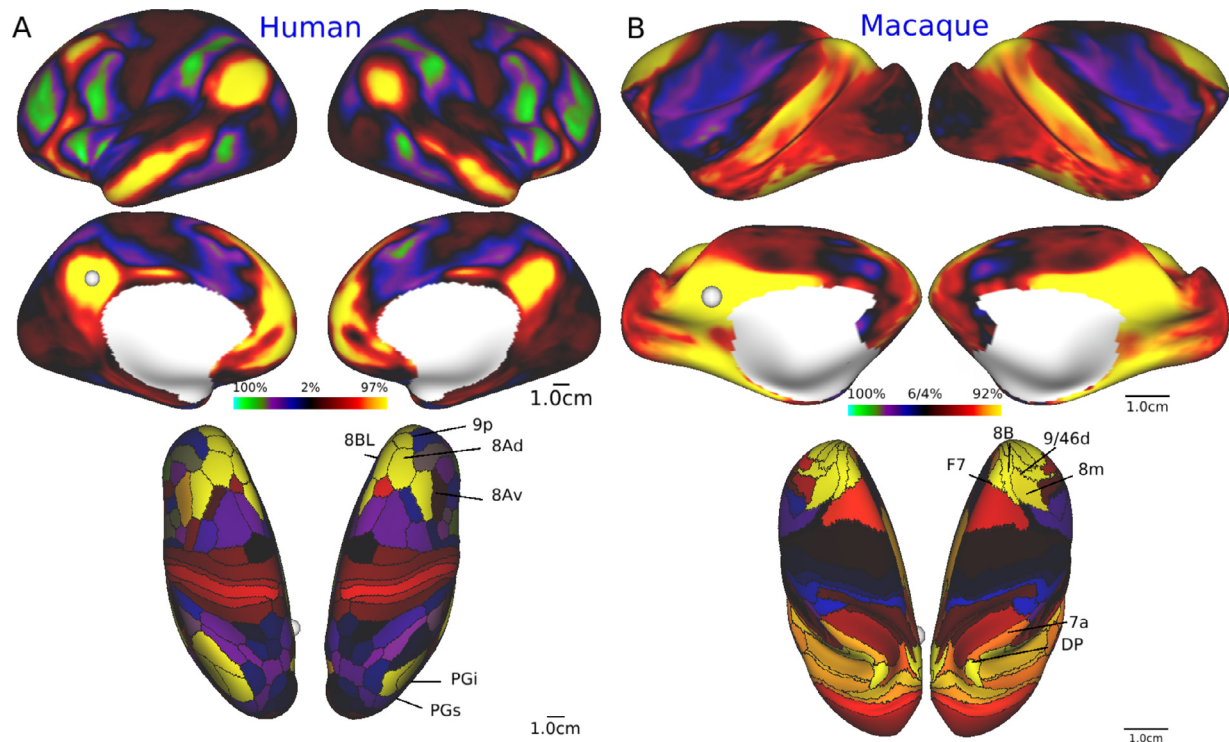 A
Human
B
Macaque
100% 2% 97%
1.0cm
100% 6/4% 92%
1.0cm
9p
8BL
8Ad
8Av
PGi
PGs
1.0cm
8B
9/46d
F7
8m
7a
DP
1.0cm